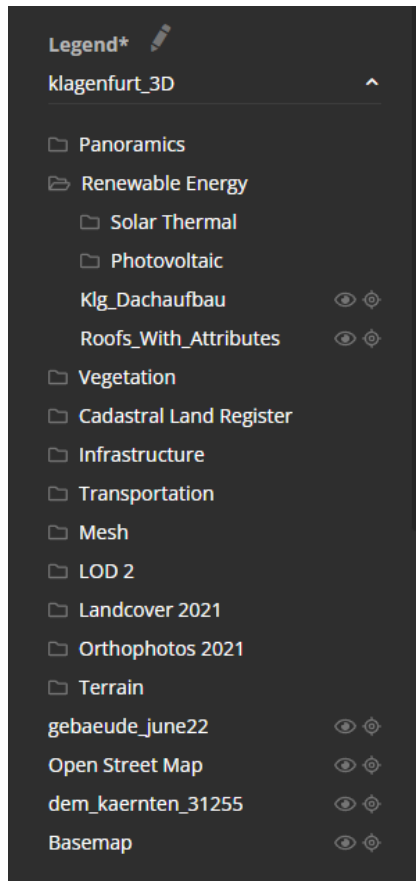 Legend*
klagenfurt_3D
Panoramics
Renewable Energy
Solar Thermal
Photovoltaic
Klg_Dachaufbau
Roofs_With_Attributes
Vegetation
Cadastral Land Register
Infrastructure
Transportation
Mesh
LOD 2
Landcover 2021
Orthophotos 2021
Terrain
gebaeude_june22
Open Street Map
dem_kaernten_31255
Basemap